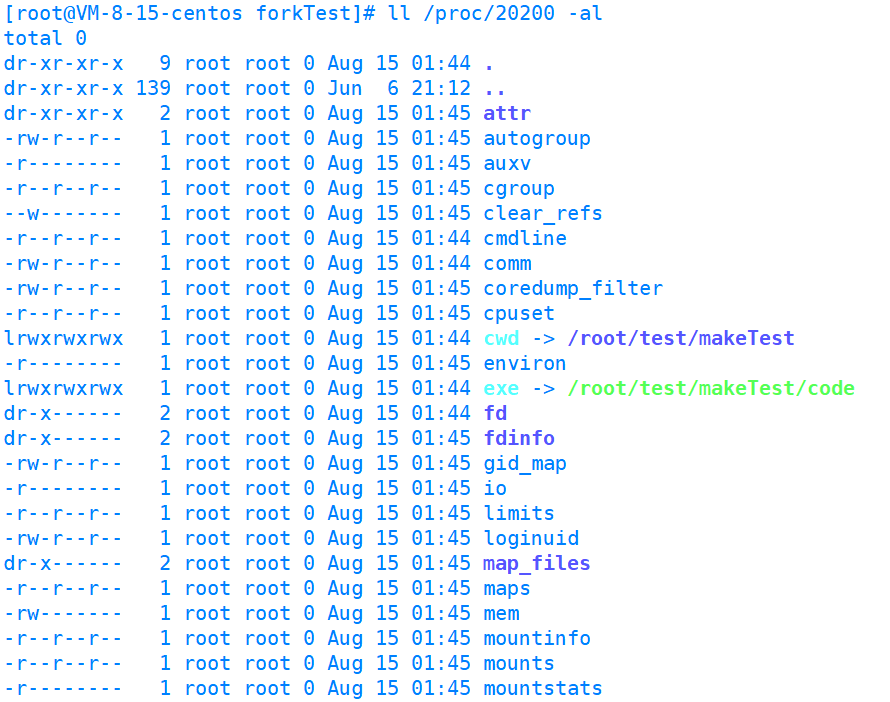 [root@VM-8-15-centos forkTest]# ll /proc/20200 -al
total 0
dr-xr-xr-x   9 root root 0 Aug 15 01:44 .
dr-xr-xr-x 139 root root 0 Jun  6 21:12 ..
dr-xr-xr-x   2 root root 0 Aug 15 01:45 attr
-rw-r--r--   1 root root 0 Aug 15 01:45 autogroup
-r--------   1 root root 0 Aug 15 01:45 auxv
-r--r--r--   1 root root 0 Aug 15 01:45 cgroup
--w-------   1 root root 0 Aug 15 01:45 clear_refs
-r--r--r--   1 root root 0 Aug 15 01:44 cmdline
-rw-r--r--   1 root root 0 Aug 15 01:44 comm
-rw-r--r--   1 root root 0 Aug 15 01:45 coredump_filter
-r--r--r--   1 root root 0 Aug 15 01:45 cpuset
lrwxrwxrwx   1 root root 0 Aug 15 01:44 cwd -> /root/test/makeTest
-r--------   1 root root 0 Aug 15 01:45 environ
lrwxrwxrwx   1 root root 0 Aug 15 01:44 exe -> /root/test/makeTest/code
dr-x------   2 root root 0 Aug 15 01:44 fd
dr-x------   2 root root 0 Aug 15 01:45 fdinfo
-rw-r--r--   1 root root 0 Aug 15 01:45 gid_map
-r--------   1 root root 0 Aug 15 01:45 io
-r--r--r--   1 root root 0 Aug 15 01:45 limits
-rw-r--r--   1 root root 0 Aug 15 01:45 loginuid
dr-x------   2 root root 0 Aug 15 01:45 map_files
-r--r--r--   1 root root 0 Aug 15 01:45 maps
-rw-------   1 root root 0 Aug 15 01:45 mem
-r--r--r--   1 root root 0 Aug 15 01:45 mountinfo
-r--r--r--   1 root root 0 Aug 15 01:45 mounts
-r--------   1 root root 0 Aug 15 01:45 mountstats